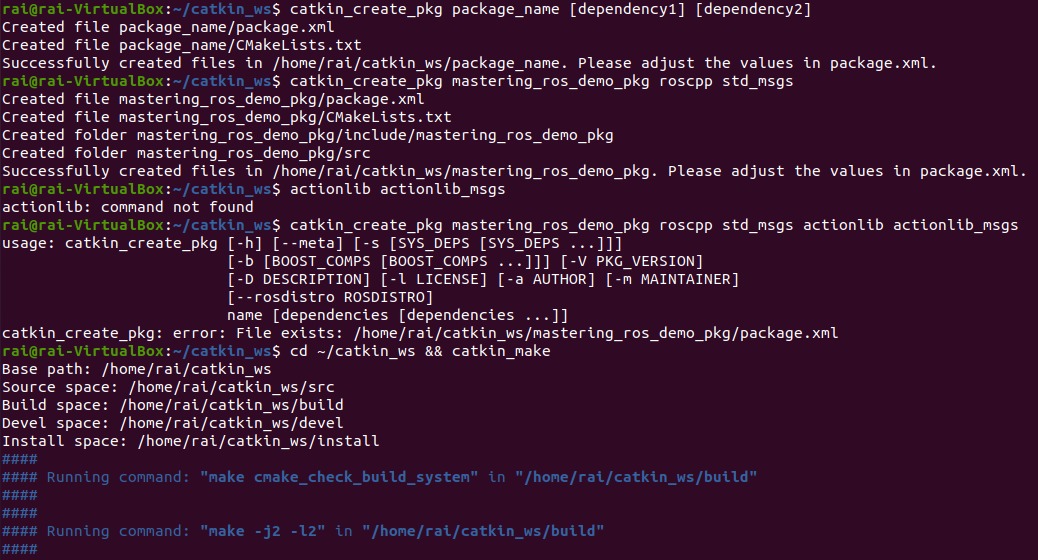 rai@rai-VirtualBox:~/catkin_ws$ catkin_create_pkg package_name [dependency1] [dependency2]
Created file package_name/package.xml
Created file package_name/CMakeLists.txt
Successfully created files in /home/rai/catkin_ws/package_name. Please adjust the values in package.xml.
rai@rai-VirtualBox:~/catkin_ws$ catkin_create_pkg mastering_ros_demo_pkg roscpp std_msgs
Created file mastering_ros_demo_pkg/package.xml
Created file mastering_ros_demo_pkg/CMakeLists.txt
Created folder mastering_ros_demo_pkg/include/mastering_ros_demo_pkg
Created folder mastering_ros_demo_pkg/src
Successfully created files in /home/rai/catkin_ws/mastering_ros_demo_pkg. Please adjust the values in package.xml.
rai@rai-VirtualBox:~/catkin_ws$ actionlib actionlib_msgs
actionlib: command not found
rai@rai-VirtualBox:~/catkin_ws$ catkin_create_pkg mastering_ros_demo_pkg roscpp std_msgs actionlib actionlib_msgs
usage: catkin_create_pkg [-h] [--meta] [-s [SYS_DEPS [SYS_DEPS ...]]]
                         [-b [BOOST_COMPS [BOOST_COMPS ...]]] [-V PKG_VERSION]
                         [-D DESCRIPTION] [-l LICENSE] [-a AUTHOR] [-m MAINTAINER]
                         [--rosdistro ROSDISTRO]
                         name [dependencies [dependencies ...]]
catkin_create_pkg: error: File exists: /home/rai/catkin_ws/mastering_ros_demo_pkg/package.xml
rai@rai-VirtualBox:~/catkin_ws$ cd ~/catkin_ws && catkin_make
Base path: /home/rai/catkin_ws
Source space: /home/rai/catkin_ws/src
Build space: /home/rai/catkin_ws/build
Devel space: /home/rai/catkin_ws/devel
Install space: /home/rai/catkin_ws/install
####
#### Running command: "make cmake_check_build_system" in "/home/rai/catkin_ws/build"
####
####
#### Running command: "make -j2 -l2" in "/home/rai/catkin_ws/build"
####